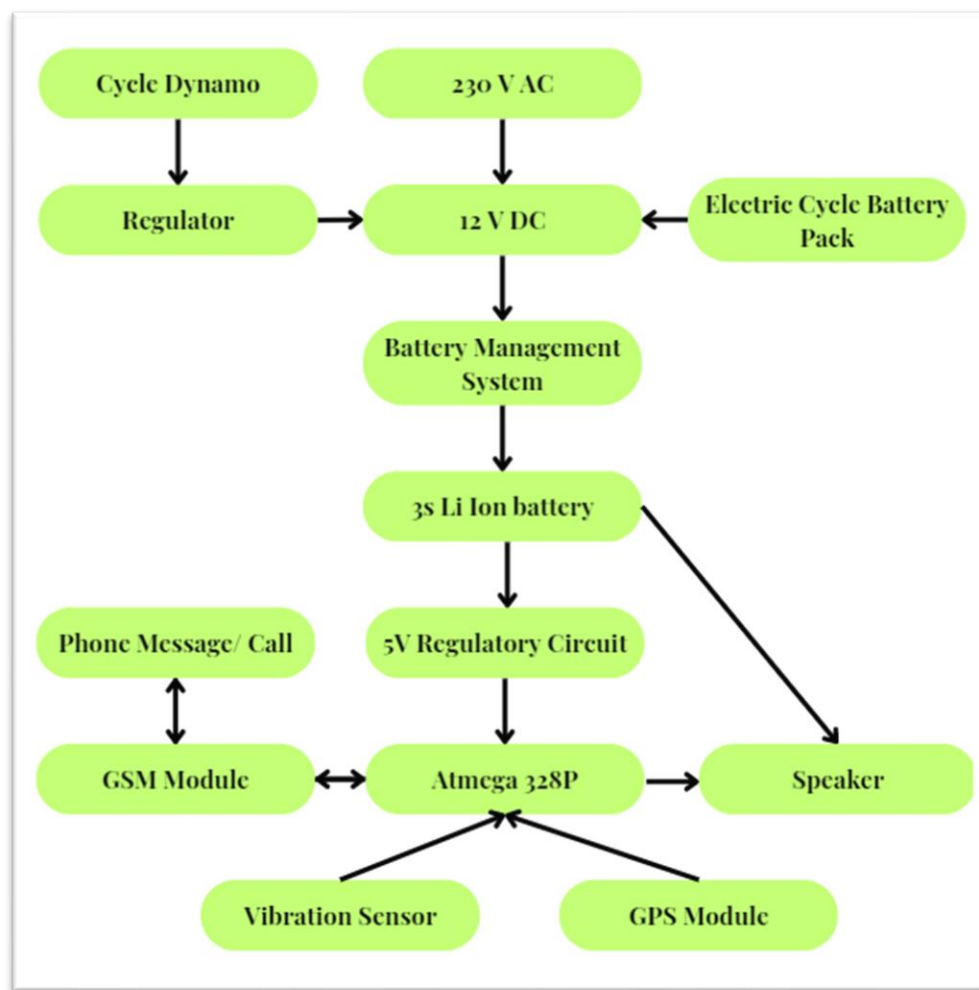 Cycle Dynamo
230 V AC
Regulator
12 V DC
Electric Cycle Battery
Pack
Battery Management
System
3s Li Ion battery
Phone Message/ Call
5V Regulatory Circuit
GSM Module
Atmega 328P
Speaker
Vibration Sensor
GPS Module